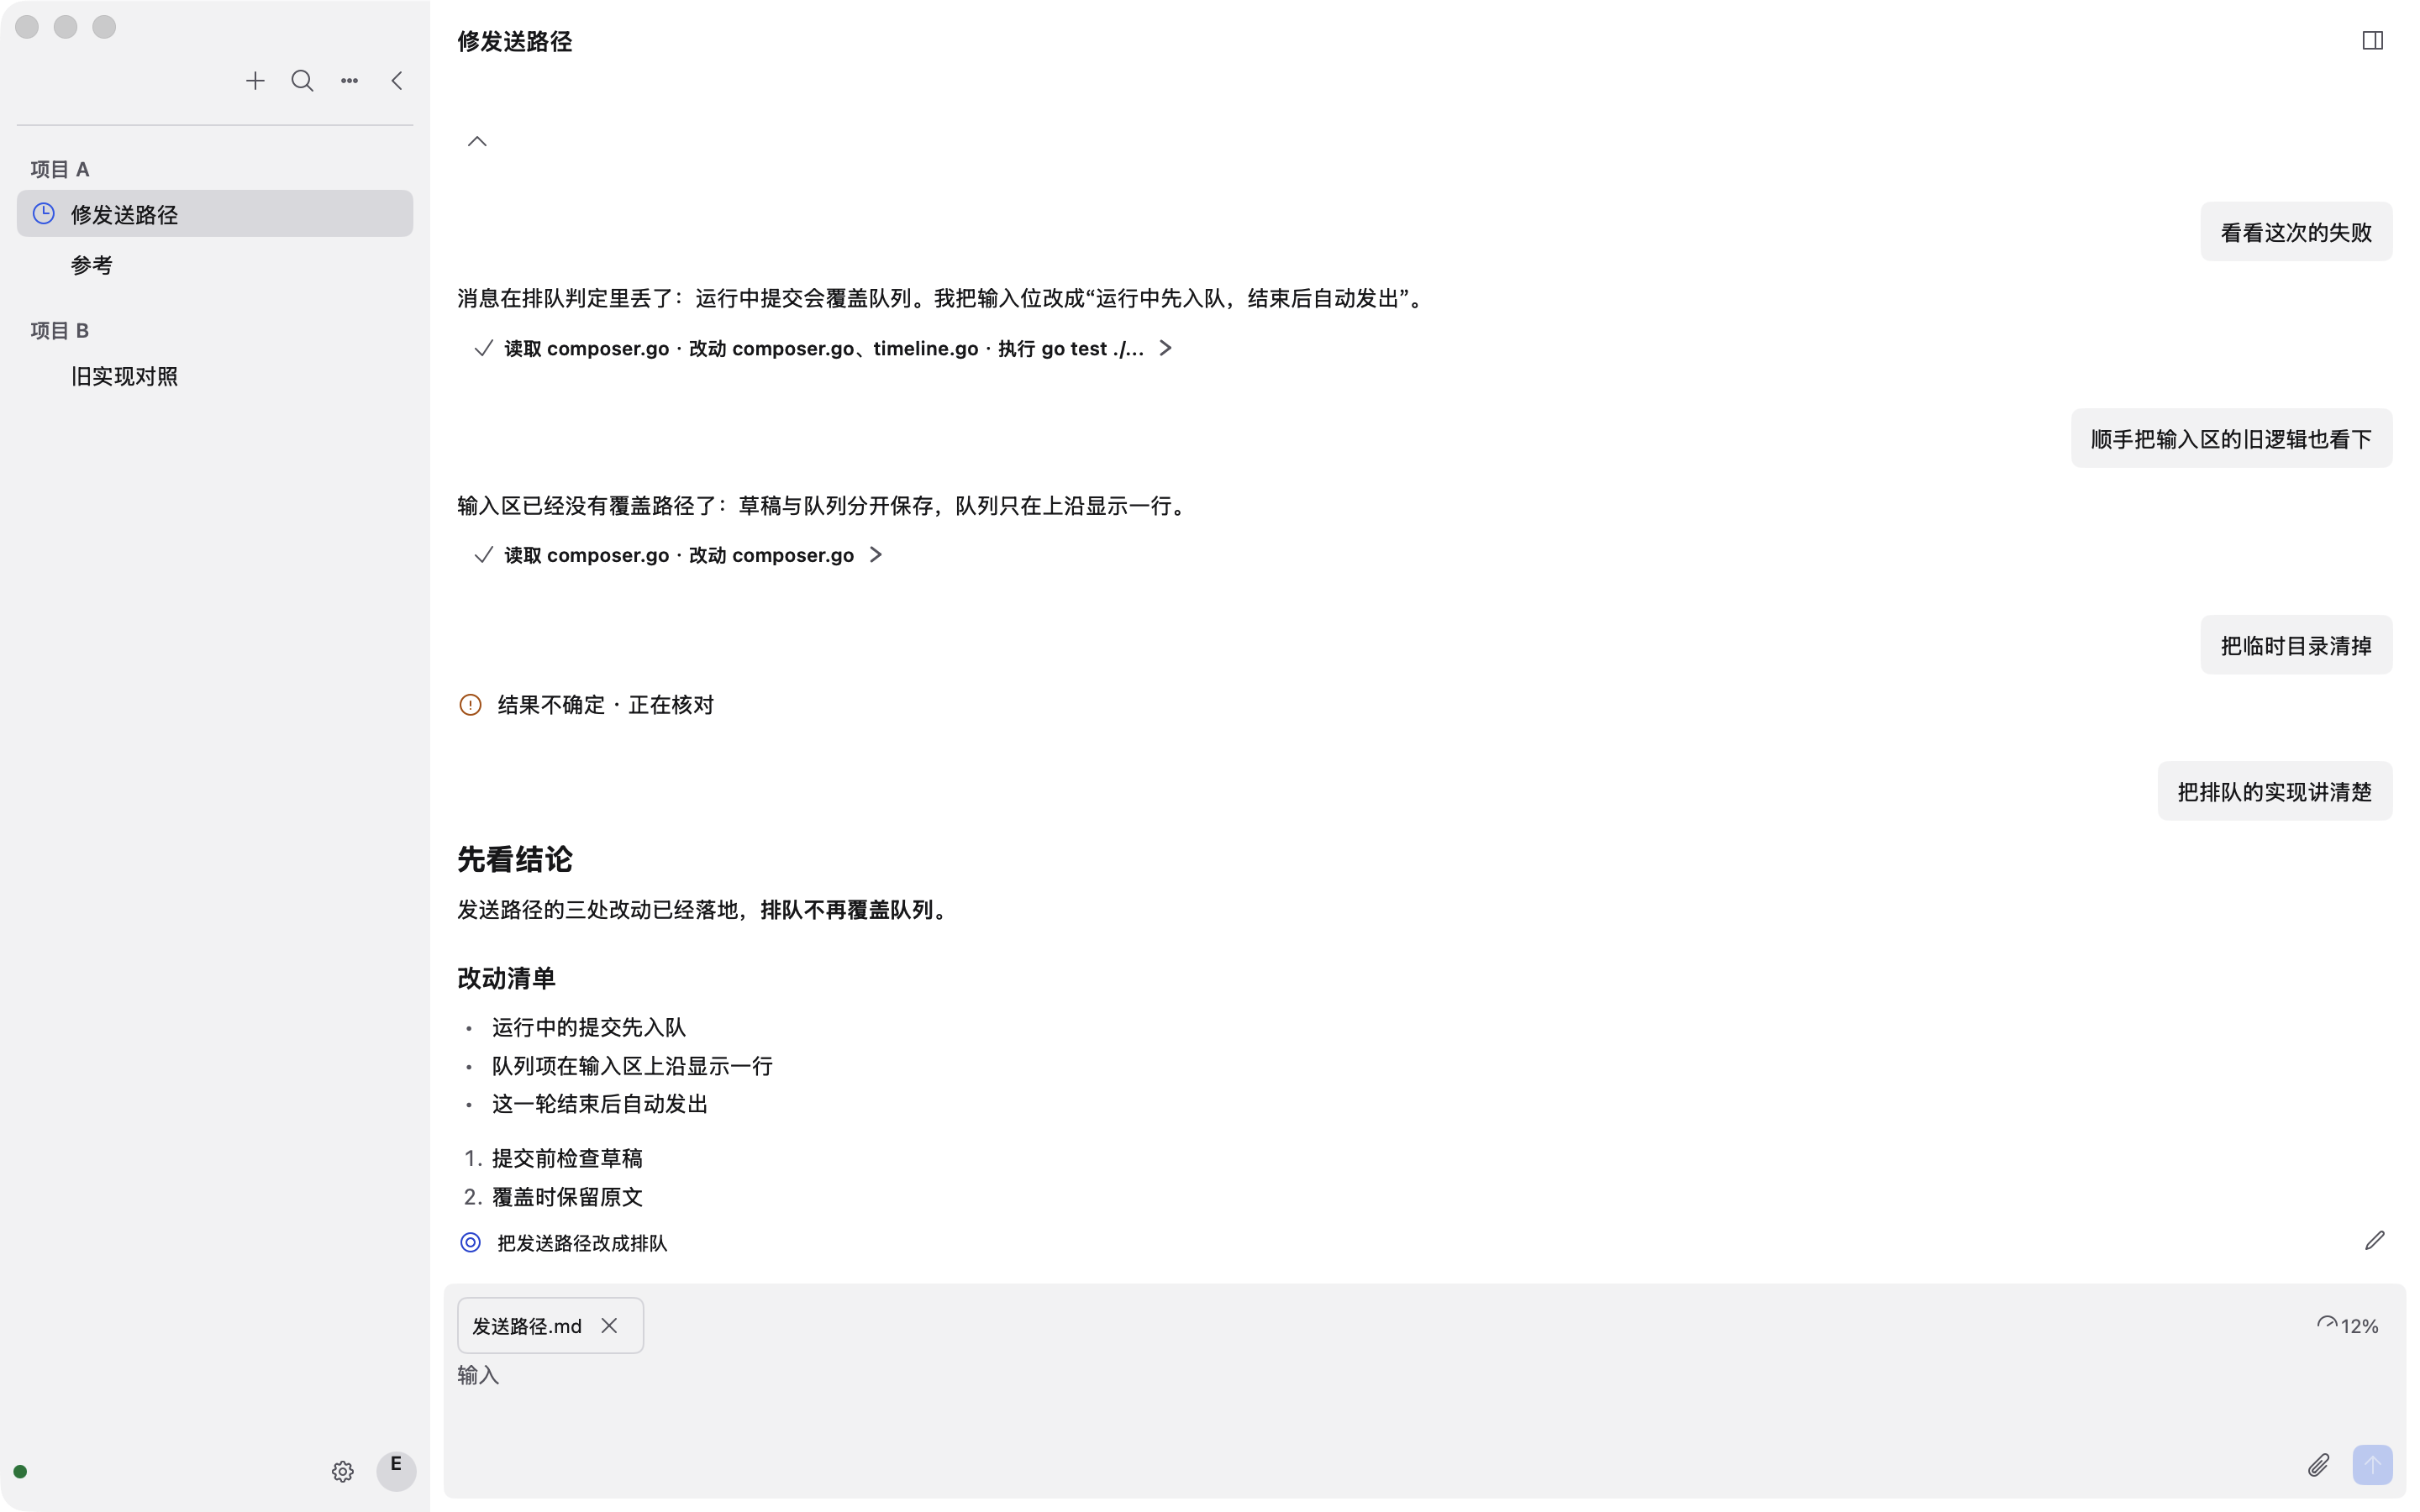 修发送路径
项目 A
修发送路径
参考
项目 B
旧实现对照
看看这次的失败
消息在排队判定里丢了：运行中提交会覆盖队列。我把输入位改成“运行中先入队，结束后自动发出”。
读取 composer.go · 改动 composer.go、timeline.go · 执行 go test ./...
顺手把输入区的旧逻辑也看下
输入区已经没有覆盖路径了：草稿与队列分开保存，队列只在上沿显示一行。
读取 composer.go · 改动 composer.go
把临时目录清掉
结果不确定 · 正在核对
把排队的实现讲清楚
先看结论
发送路径的三处改动已经落地，排队不再覆盖队列。
改动清单
• 运行中的提交先入队
• 队列项在输入区上沿显示一行
• 这一轮结束后自动发出
1. 提交前检查草稿
2. 覆盖时保留原文
把发送路径改成排队
发送路径.md
12%
输入
E